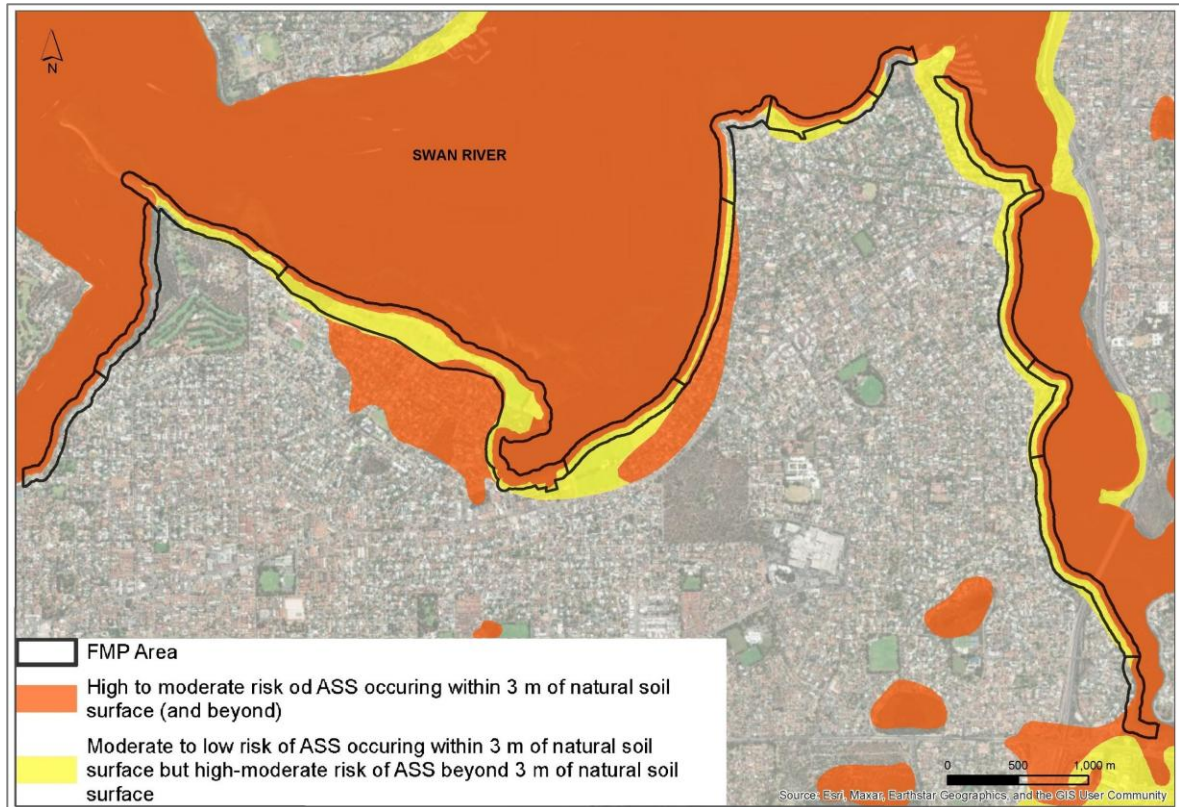 N
SWAN RIVER
FMP Area
High to moderate risk od ASS occuring within 3 m of natural soil
surface (and beyond)
Moderate to low risk of ASS occuring within 3 m of natural soil
surface but high-moderate risk of ASS beyond 3 m of natural soil
surface
0 500 1,000 m
Source: Esri, Maxar, Earthstar Geographics, and the GIS User Community